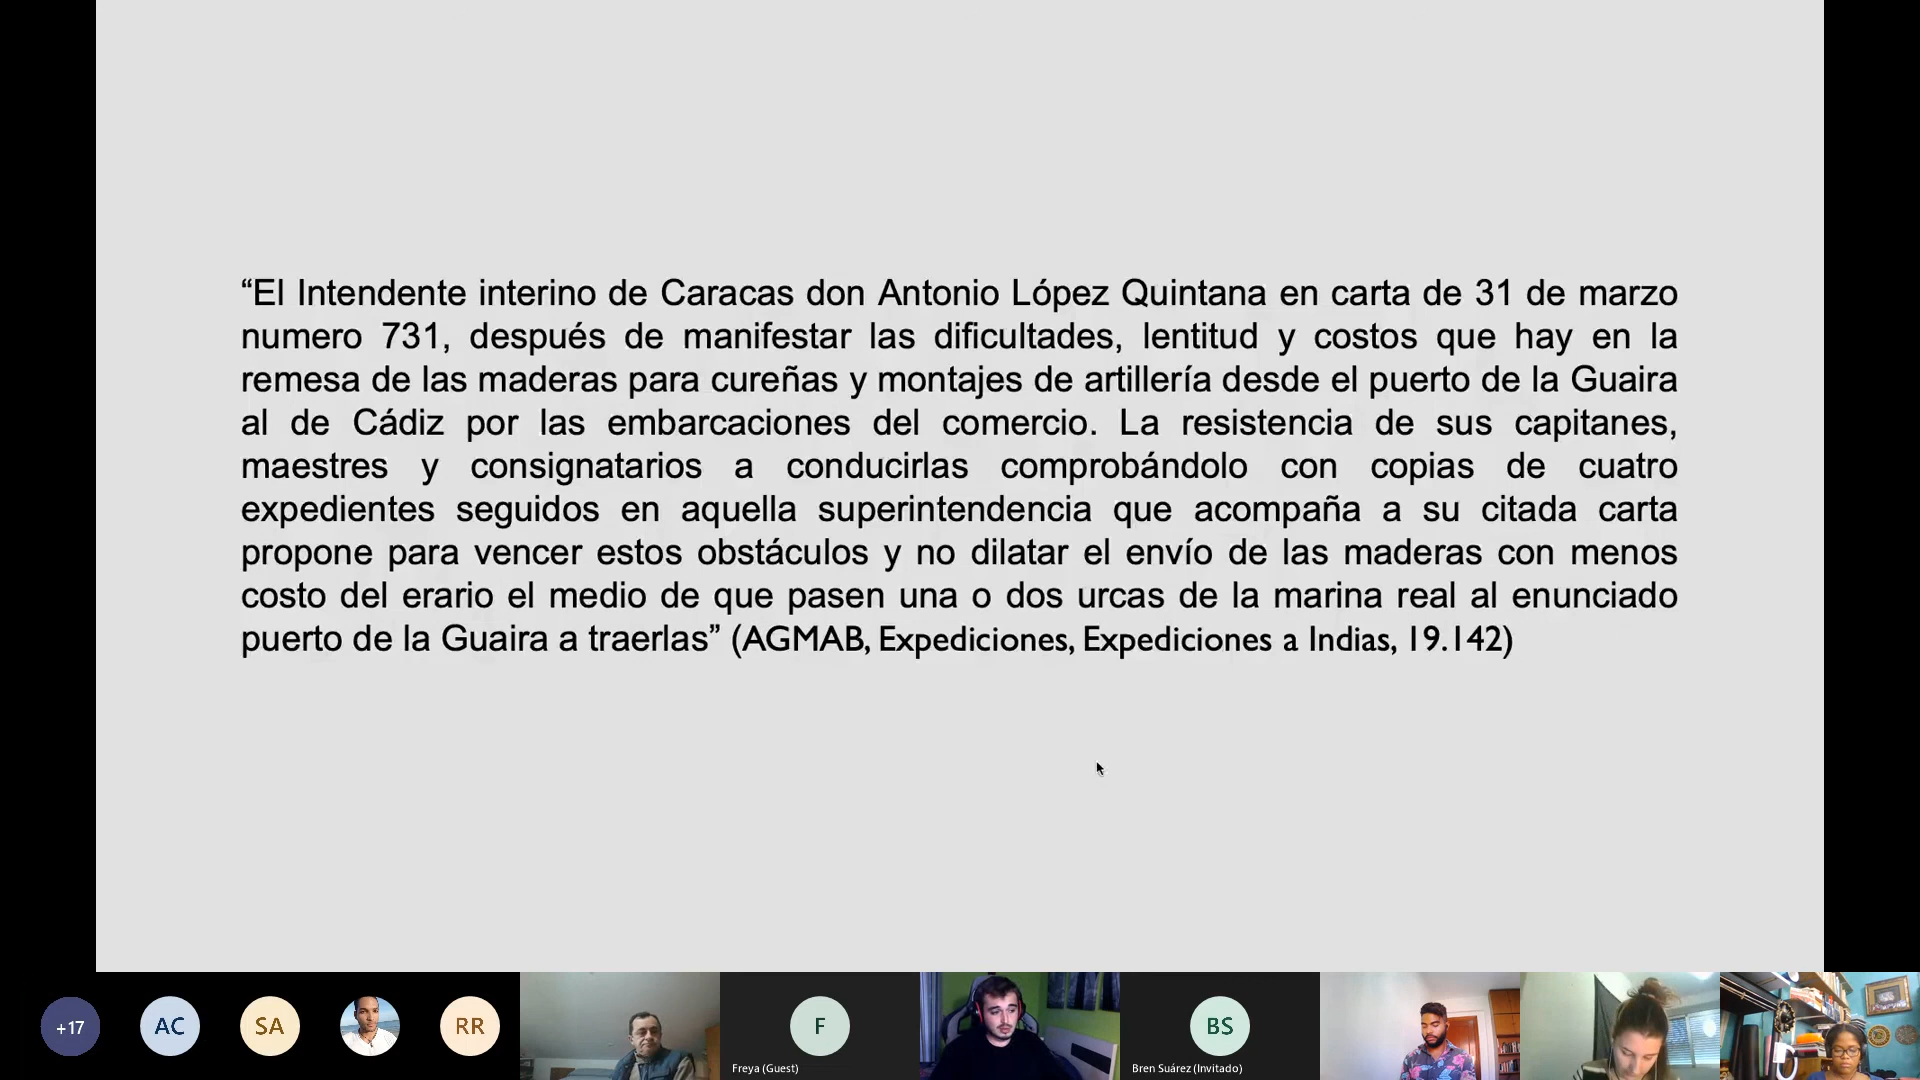 “El Intendente interino de Caracas don Antonio López Quintana en carta de 31 de marzo
numero 731, después de manifestar las dificultades, lentitud y costos que hay en la
remesa de las maderas para cureñas y montajes de artillería desde el puerto de la Guaira
al de Cádiz por las embarcaciones del comercio. La resistencia de sus capitanes,
maestres y consignatarios a conducirlas comprobándolo con copias de cuatro
expedientes seguidos en aquella superintendencia que acompaña a su citada carta
propone para vencer estos obstáculos y no dilatar el envío de las maderas con menos
costo del erario el medio de que pasen una o dos urcas de la marina real al enunciado
puerto de la Guaira a traerlas” (AGMAB, Expediciones, Expediciones a Indias, 19.142)
+17
AC
SA
RR
F
Freya (Guest)
BS
Bren Suárez (Invitado)